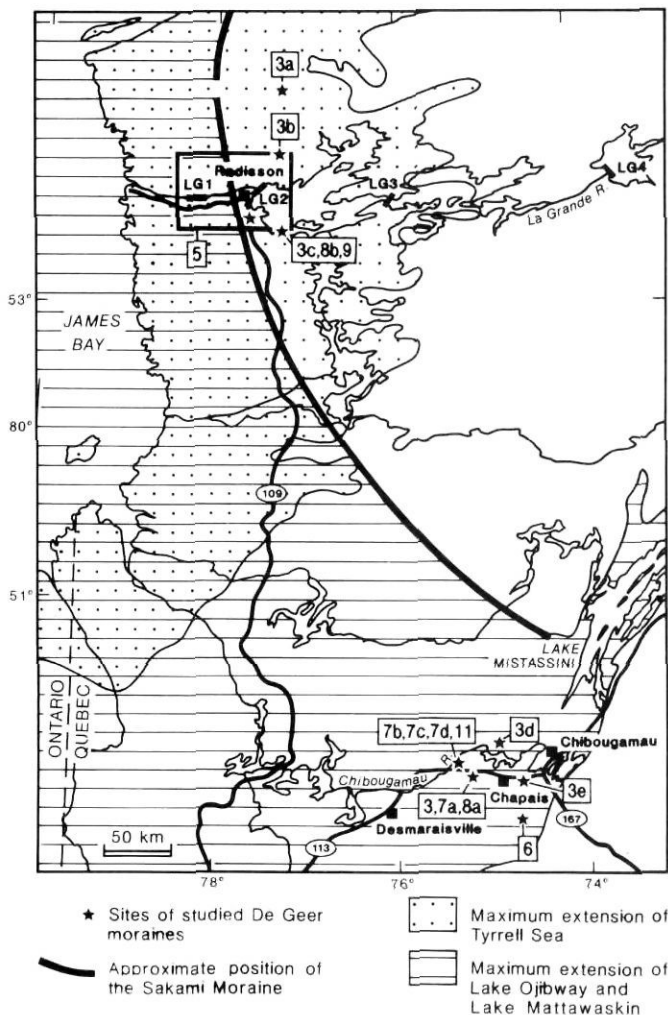 3a
3b
Radisson
LG1
LG2
LG3
LG4
La Grande R.
5
3c,8b,9
53°
JAMES
BAY
80°
109
51°
LAKE
MISTASSINI
ONTARIO
QUEBEC
7b,7c,7d,11
3d
Chibougamau
Chibougamau
R.
3,7a,8a
Chapais
3e
Desmaraisville
6
167
50 km
113
78°
76°
74°
Sites of studied De Geer
moraines
Approximate position of
the Sakami Moraine
Maximum extension of
Tyrrell Sea
Maximum extension of
Lake Ojibway and
Lake Mattawaskin